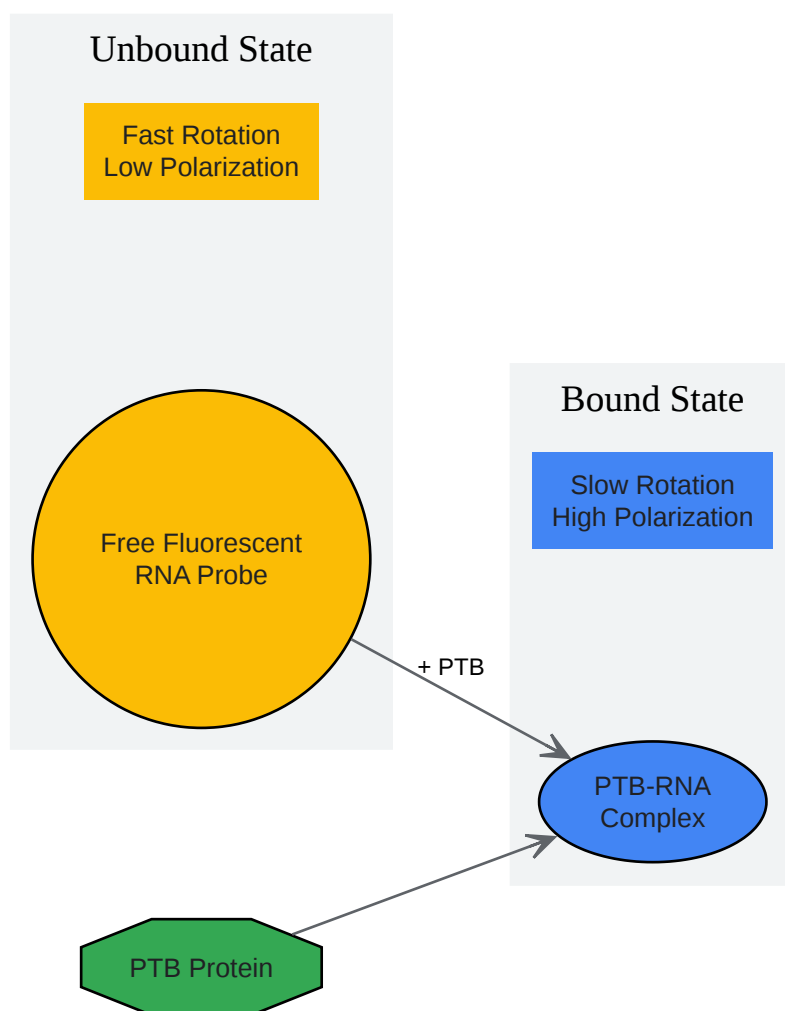 Unbound State
Fast Rotation
Low Polarization
Free Fluorescent
RNA Probe
+ PTB
Bound State
Slow Rotation
High Polarization
PTB-RNA
Complex
PTB Protein